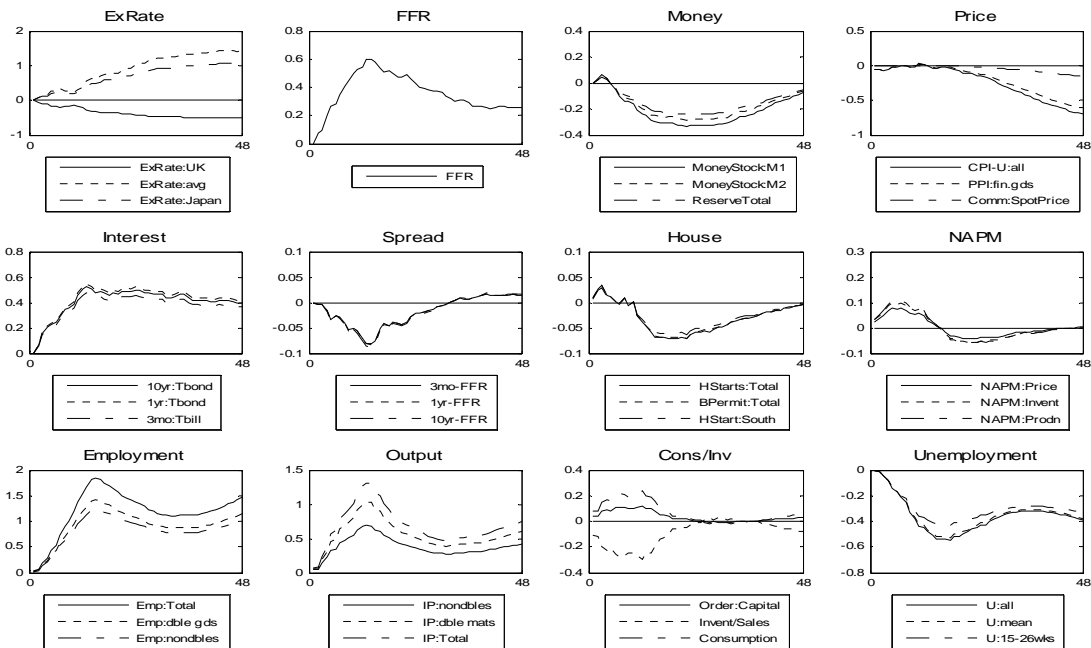 ExRate
2
1
0
-1
0
48
ExRate:UK
ExRate:avg
ExRate:Japan
FFR
0.8
0.6
0.4
0.2
0
0
48
FFR
Money
0.4
0.2
0
-0.2
-0.4
0
48
MoneyStock:M1
MoneyStock:M2
ReserveTotal
Price
0.5
0
-0.5
-1
0
48
CPI-U:all
PPI:fin.gds
Comm:SpotPrice
Interest
0.8
0.6
0.4
0.2
0
0
48
10yr:Tbond
1yr:Tbond
3mo:Tbill
Spread
0.1
0.05
0
-0.05
-0.1
0
48
3mo-FFR
1yr-FFR
10yr-FFR
House
0.1
0.05
0
-0.05
-0.1
0
48
HStarts:Total
BPermit:Total
HStart:South
NAPM
0.3
0.2
0.1
0
-0.1
0
48
NAPM:Price
NAPM:Invent
NAPM:Prodn
Employment
2
1.5
1
0.5
0
0
48
Emp:Total
Emp:dble gds
Emp:nondbles
Output
1.5
1
0.5
0
0
48
IP:nondbles
IP:dble mats
IP:Total
Cons/Inv
0.4
0.2
0
-0.2
-0.4
0
48
Order:Capital
Invent/Sales
Consumption
Unemployment
0
-0.2
-0.4
-0.6
-0.8
0
48
U:all
U:mean
U:15-26wks